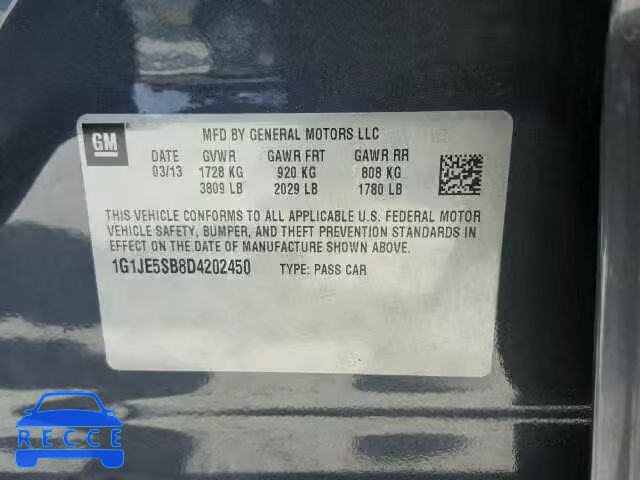 GM
MFD BY GENERAL MOTORS LLC
DATE GVWR GAWR FRT GAWR RR
03/13 1728 KG 920 KG 808 KG
3809 LB 2029 LB 1780 LB
THIS VEHICLE CONFORMS TO ALL APPLICABLE U.S. FEDERAL MOTOR
VEHICLE SAFETY, BUMPER, AND THEFT PREVENTION STANDARDS IN
EFFECT ON THE DATE OF MANUFACTURE SHOWN ABOVE.
1G1JE5SB8D4202450 TYPE: PASS CAR
RECCE